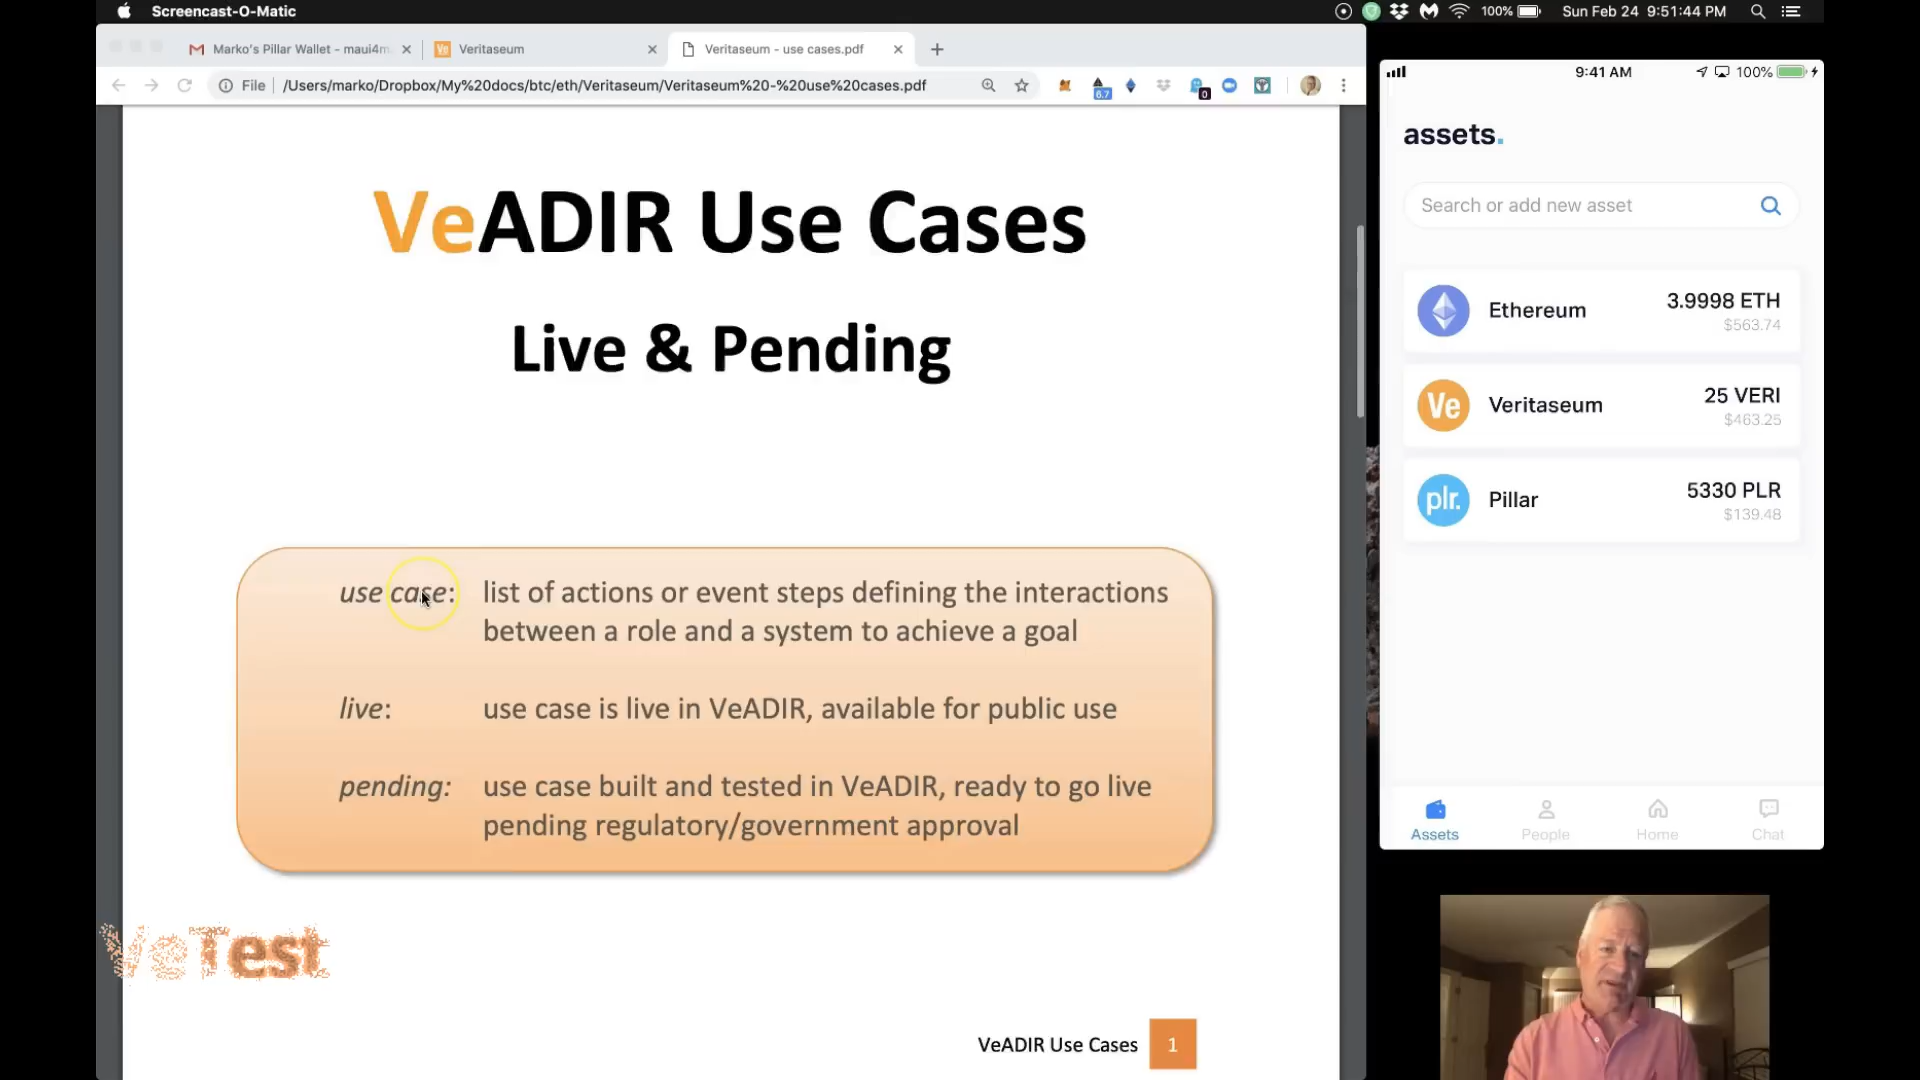 Screencast-O-Matic
100%
Sun Feb 24 9:51:44 PM
Marko's Pillar Wallet - maui4m
Ve Veritaseum
Veritaseum - use cases.pdf
File /Users/marko/Dropbox/My%20docs/btc/eth/Veritaseum/Veritaseum%20-%20use%20cases.pdf
6.7
0
VeADIR Use Cases
Live & Pending
use case: list of actions or event steps defining the interactions
between a role and a system to achieve a goal
live: use case is live in VeADIR, available for public use
pending: use case built and tested in VeADIR, ready to go live
pending regulatory/government approval
VeTest
VeADIR Use Cases 1
9:41 AM
100%
assets.
Search or add new asset
Ethereum
3.9998 ETH
$563.74
Ve
Veritaseum
25 VERI
$463.25
plr.
Pillar
5330 PLR
$139.48
Assets
People
Home
Chat